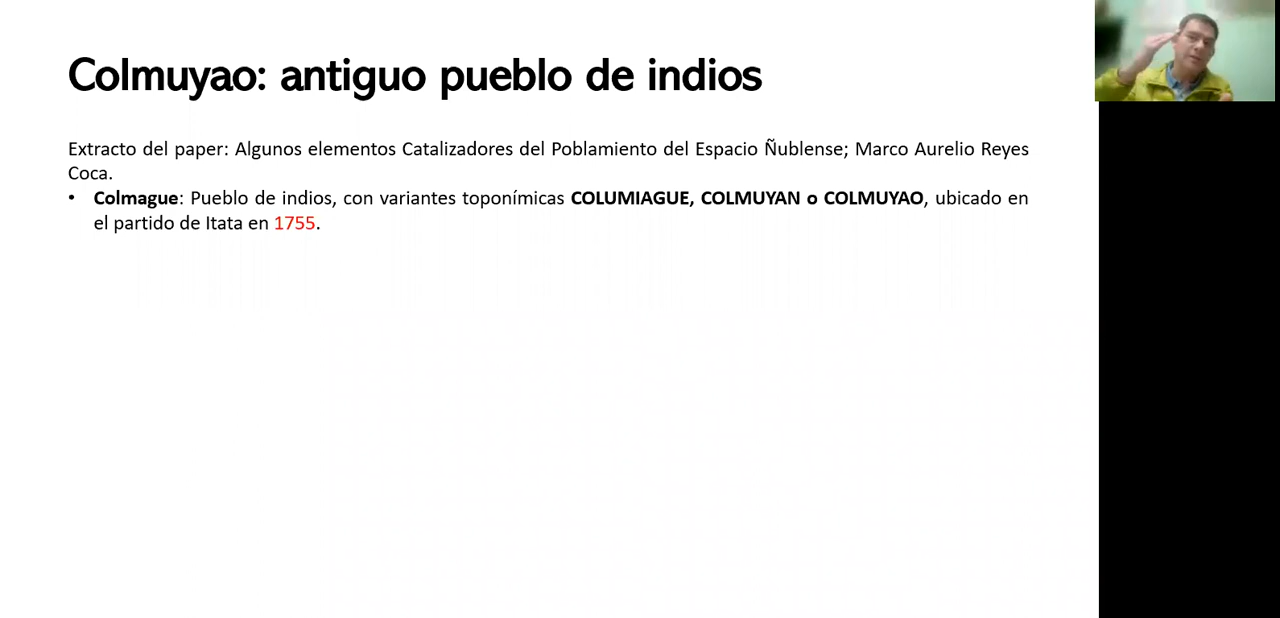 Colmuyao: antiguo pueblo de indios
Extracto del paper: Algunos elementos Catalizadores del Poblamiento del Espacio Ñublense; Marco Aurelio Reyes
Coca.
• Colmague: Pueblo de indios, con variantes toponímicas COLUMIAGUE, COLMUYAN o COLMUYAO, ubicado en
el partido de Itata en 1755.